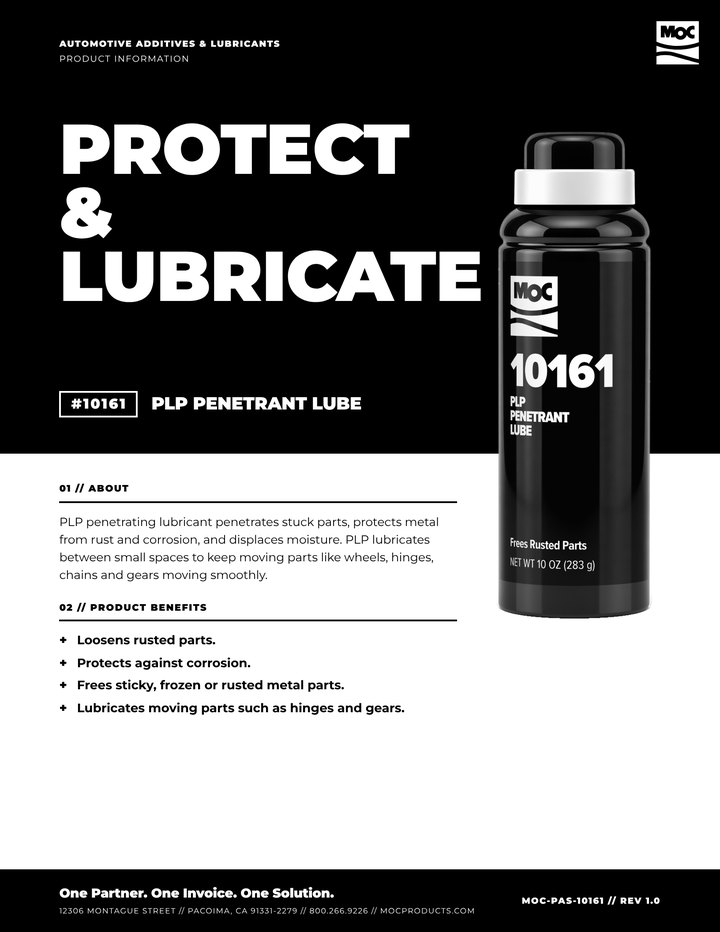 AUTOMOTIVE ADDITIVES & LUBRICANTS
PRODUCT INFORMATION
MOC
PROTECT
&
LUBRICATE
#10161 PLP PENETRANT LUBE
MOC
10161
PLP
PENETRANT
LUBE
Frees Rusted Parts
NET WT 10 OZ (283 g)
01 // ABOUT
PLP penetrating lubricant penetrates stuck parts, protects metal
from rust and corrosion, and displaces moisture. PLP lubricates
between small spaces to keep moving parts like wheels, hinges,
chains and gears moving smoothly.
02 // PRODUCT BENEFITS
+ Loosens rusted parts.
+ Protects against corrosion.
+ Frees sticky, frozen or rusted metal parts.
+ Lubricates moving parts such as hinges and gears.
One Partner. One Invoice. One Solution.
12306 MONTAGUE STREET // PACOIMA, CA 91331-2279 // 800.266.9226 // MOCPRODUCTS.COM
MOC-PAS-10161 // REV 1.0